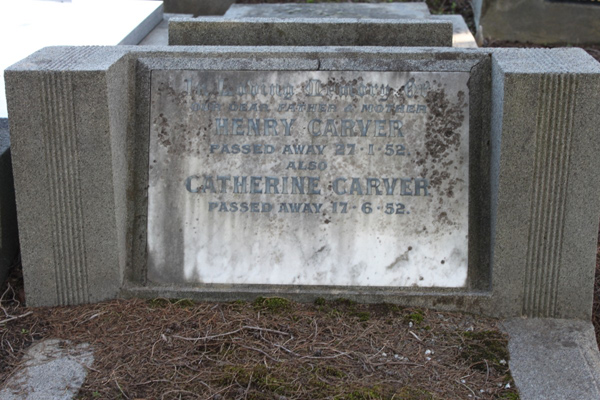 In Loving Memory of
OUR DEAR FATHER & MOTHER
HENRY CARVER
PASSED AWAY 27·1·52.
ALSO
CATHERINE CARVER
PASSED AWAY 17·6·52.